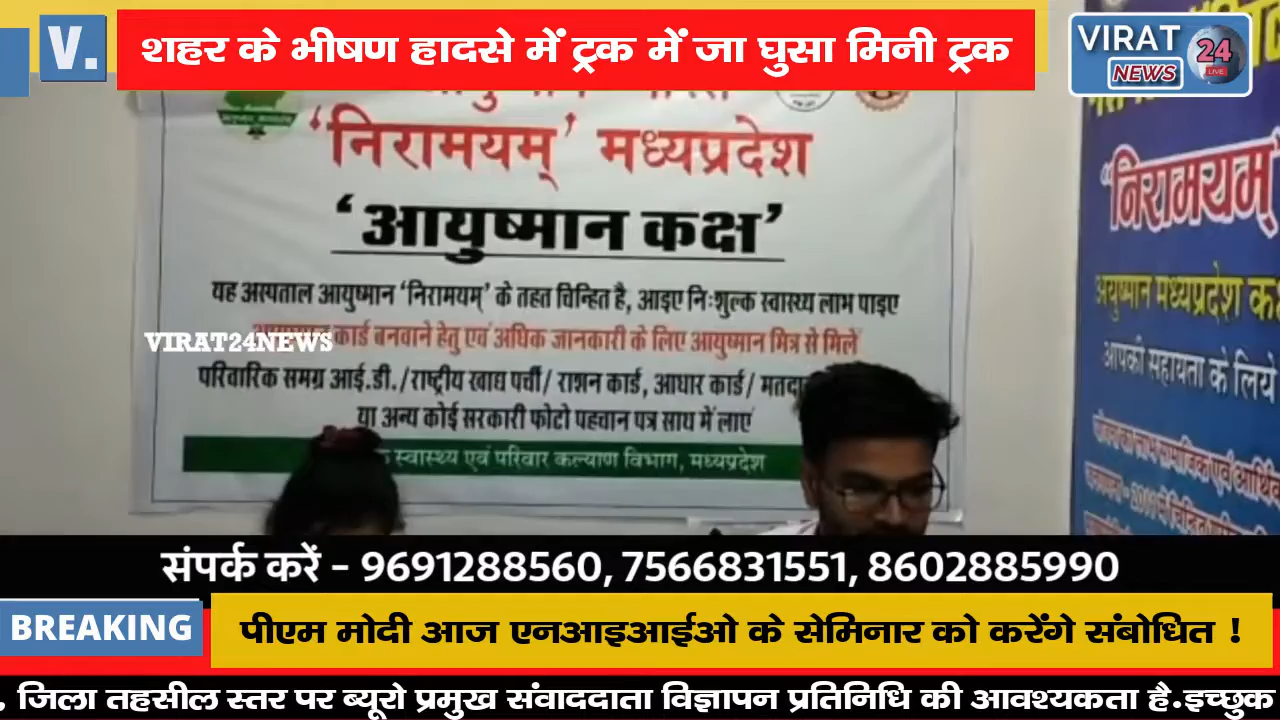 V.
शहर के भीषण हादसे में ट्रक में जा घुसा मिनी ट्रक
VIRAT 24
NEWS LIVE
'निरामयम्' मध्यप्रदेश
'आयुष्मान कक्ष'
यह अस्पताल आयुष्मान 'निरामयम्' के तहत चिन्हित है, आइए निःशुल्क स्वास्थ्य लाभ पाइए
VIRAT24NEWS
कार्ड बनवाने हेतु एवं अधिक जानकारी के लिए आयुष्मान मित्र से मिलें
परिवारिक समग्र आई.डी./राष्ट्रीय खाद्य पर्ची/ राशन कार्ड, आधार कार्ड/
या अन्य कोई सरकारी फोटो पहचान पत्र साथ में लाएं
स्वास्थ्य एवं परिवार कल्याण विभाग, मध्यप्रदेश
"निरामयम्"
आयुष्मान मध्यप्रदेश
आपकी सहायता के लिये
संपर्क करें - 9691288560, 7566831551, 8602885990
BREAKING
पीएम मोदी आज एनआइआईओ के सेमिनार को करेंगे संबोधित !
. जिला तहसील स्तर पर ब्यूरो प्रमुख संवाददाता विज्ञापन प्रतिनिधि की आवश्यकता है.इच्छुक